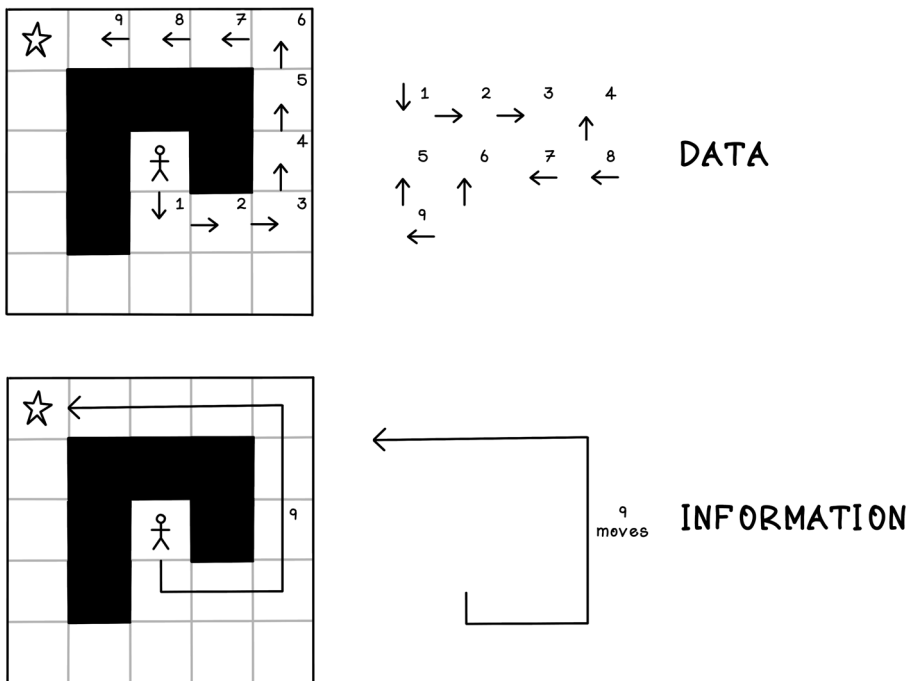 9 8 7 6
5
4
1 2 3
1 2 3 4
5 6 7 8
9
DATA
9
9
moves
INFORMATION